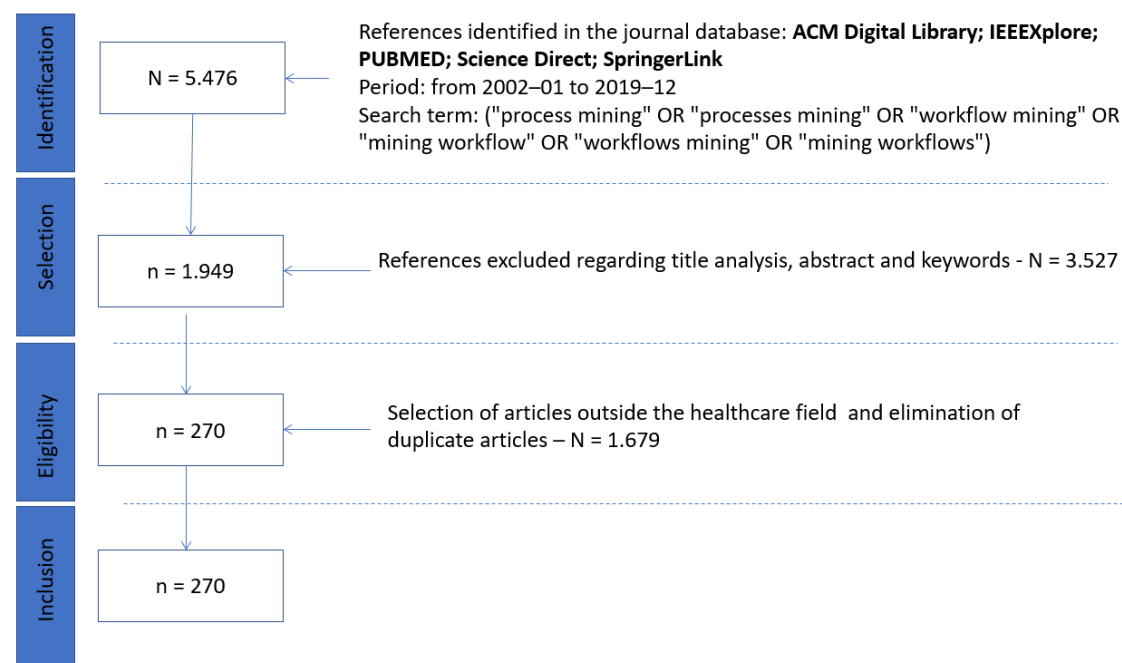 Identification
N = 5.476
References identified in the journal database: ACM Digital Library; IEEEXplore;
PUBMED; Science Direct; SpringerLink
Period: from 2002–01 to 2019–12
Search term: ("process mining" OR "processes mining" OR "workflow mining" OR
"mining workflow" OR "workflows mining" OR "mining workflows")
Selection
n = 1.949
References excluded regarding title analysis, abstract and keywords - N = 3.527
Eligibility
n = 270
Selection of articles outside the healthcare field and elimination of
duplicate articles – N = 1.679
Inclusion
n = 270